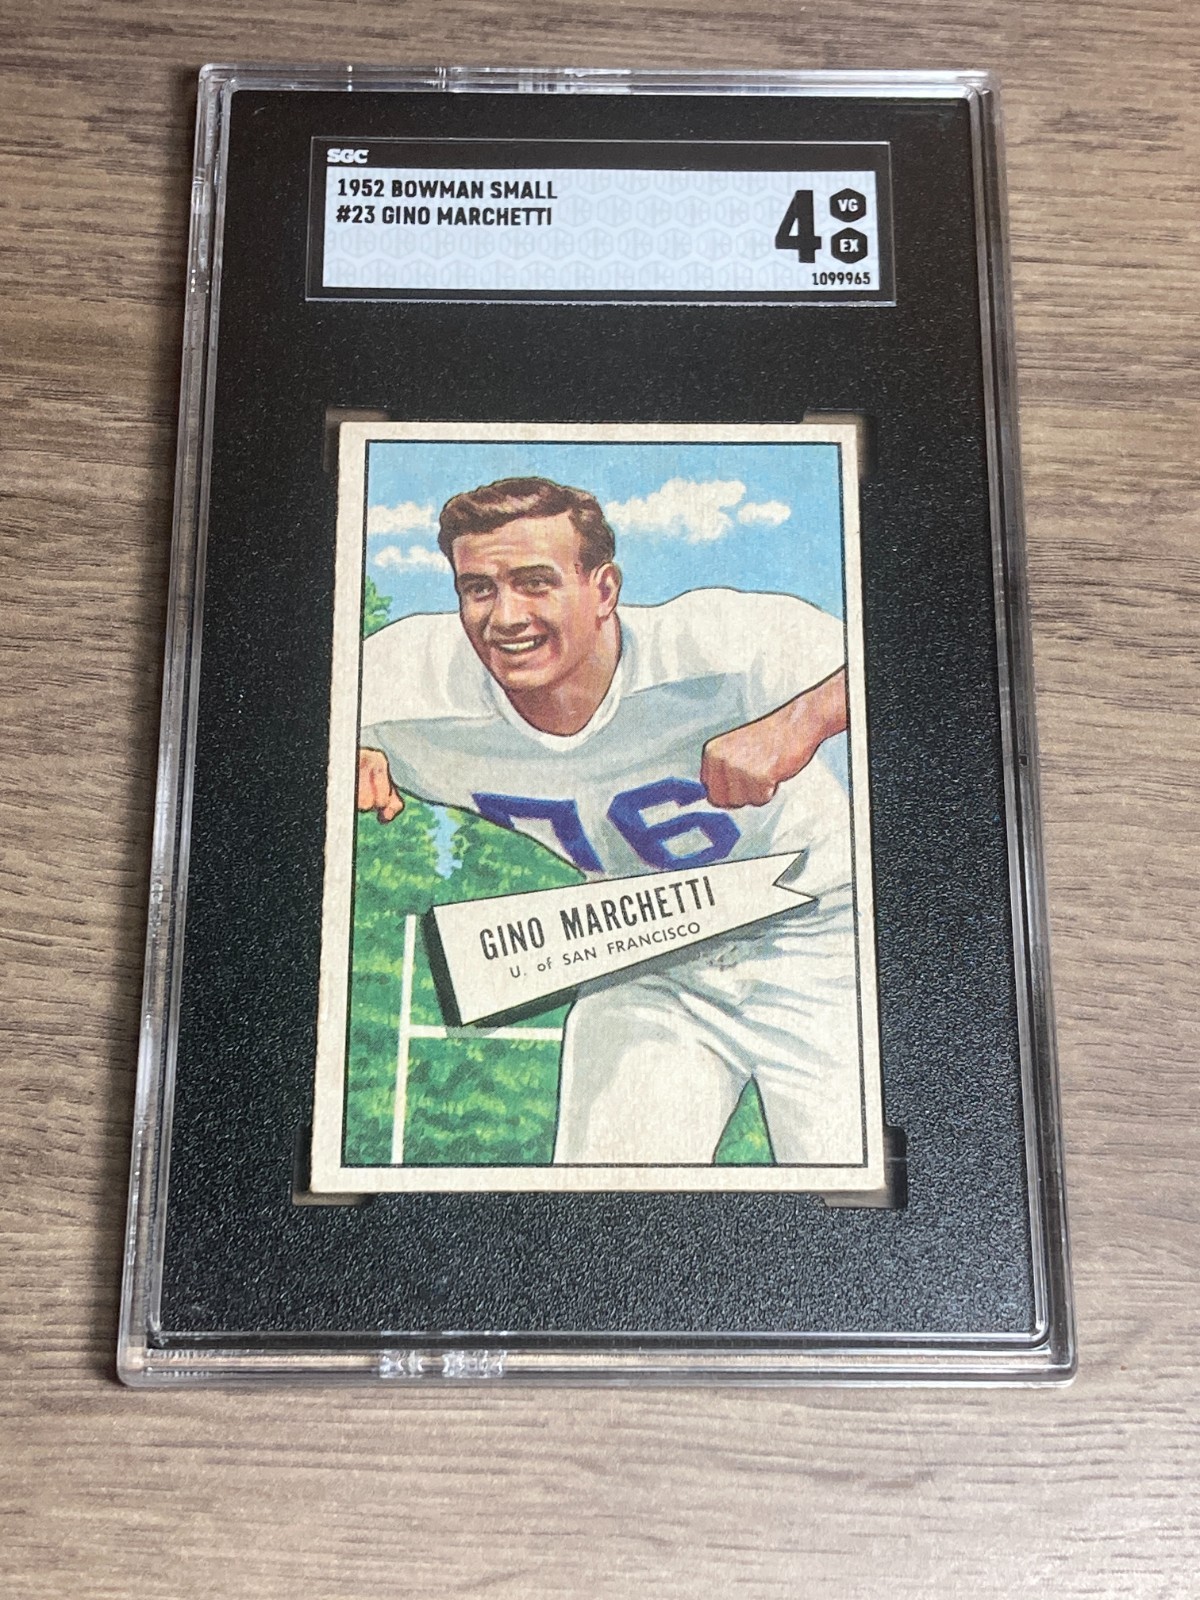 SGC
1952 BOWMAN SMALL
#23 GINO MARCHETTI
4 VG
EX
1099965
76
GINO MARCHETTI
U. of SAN FRANCISCO